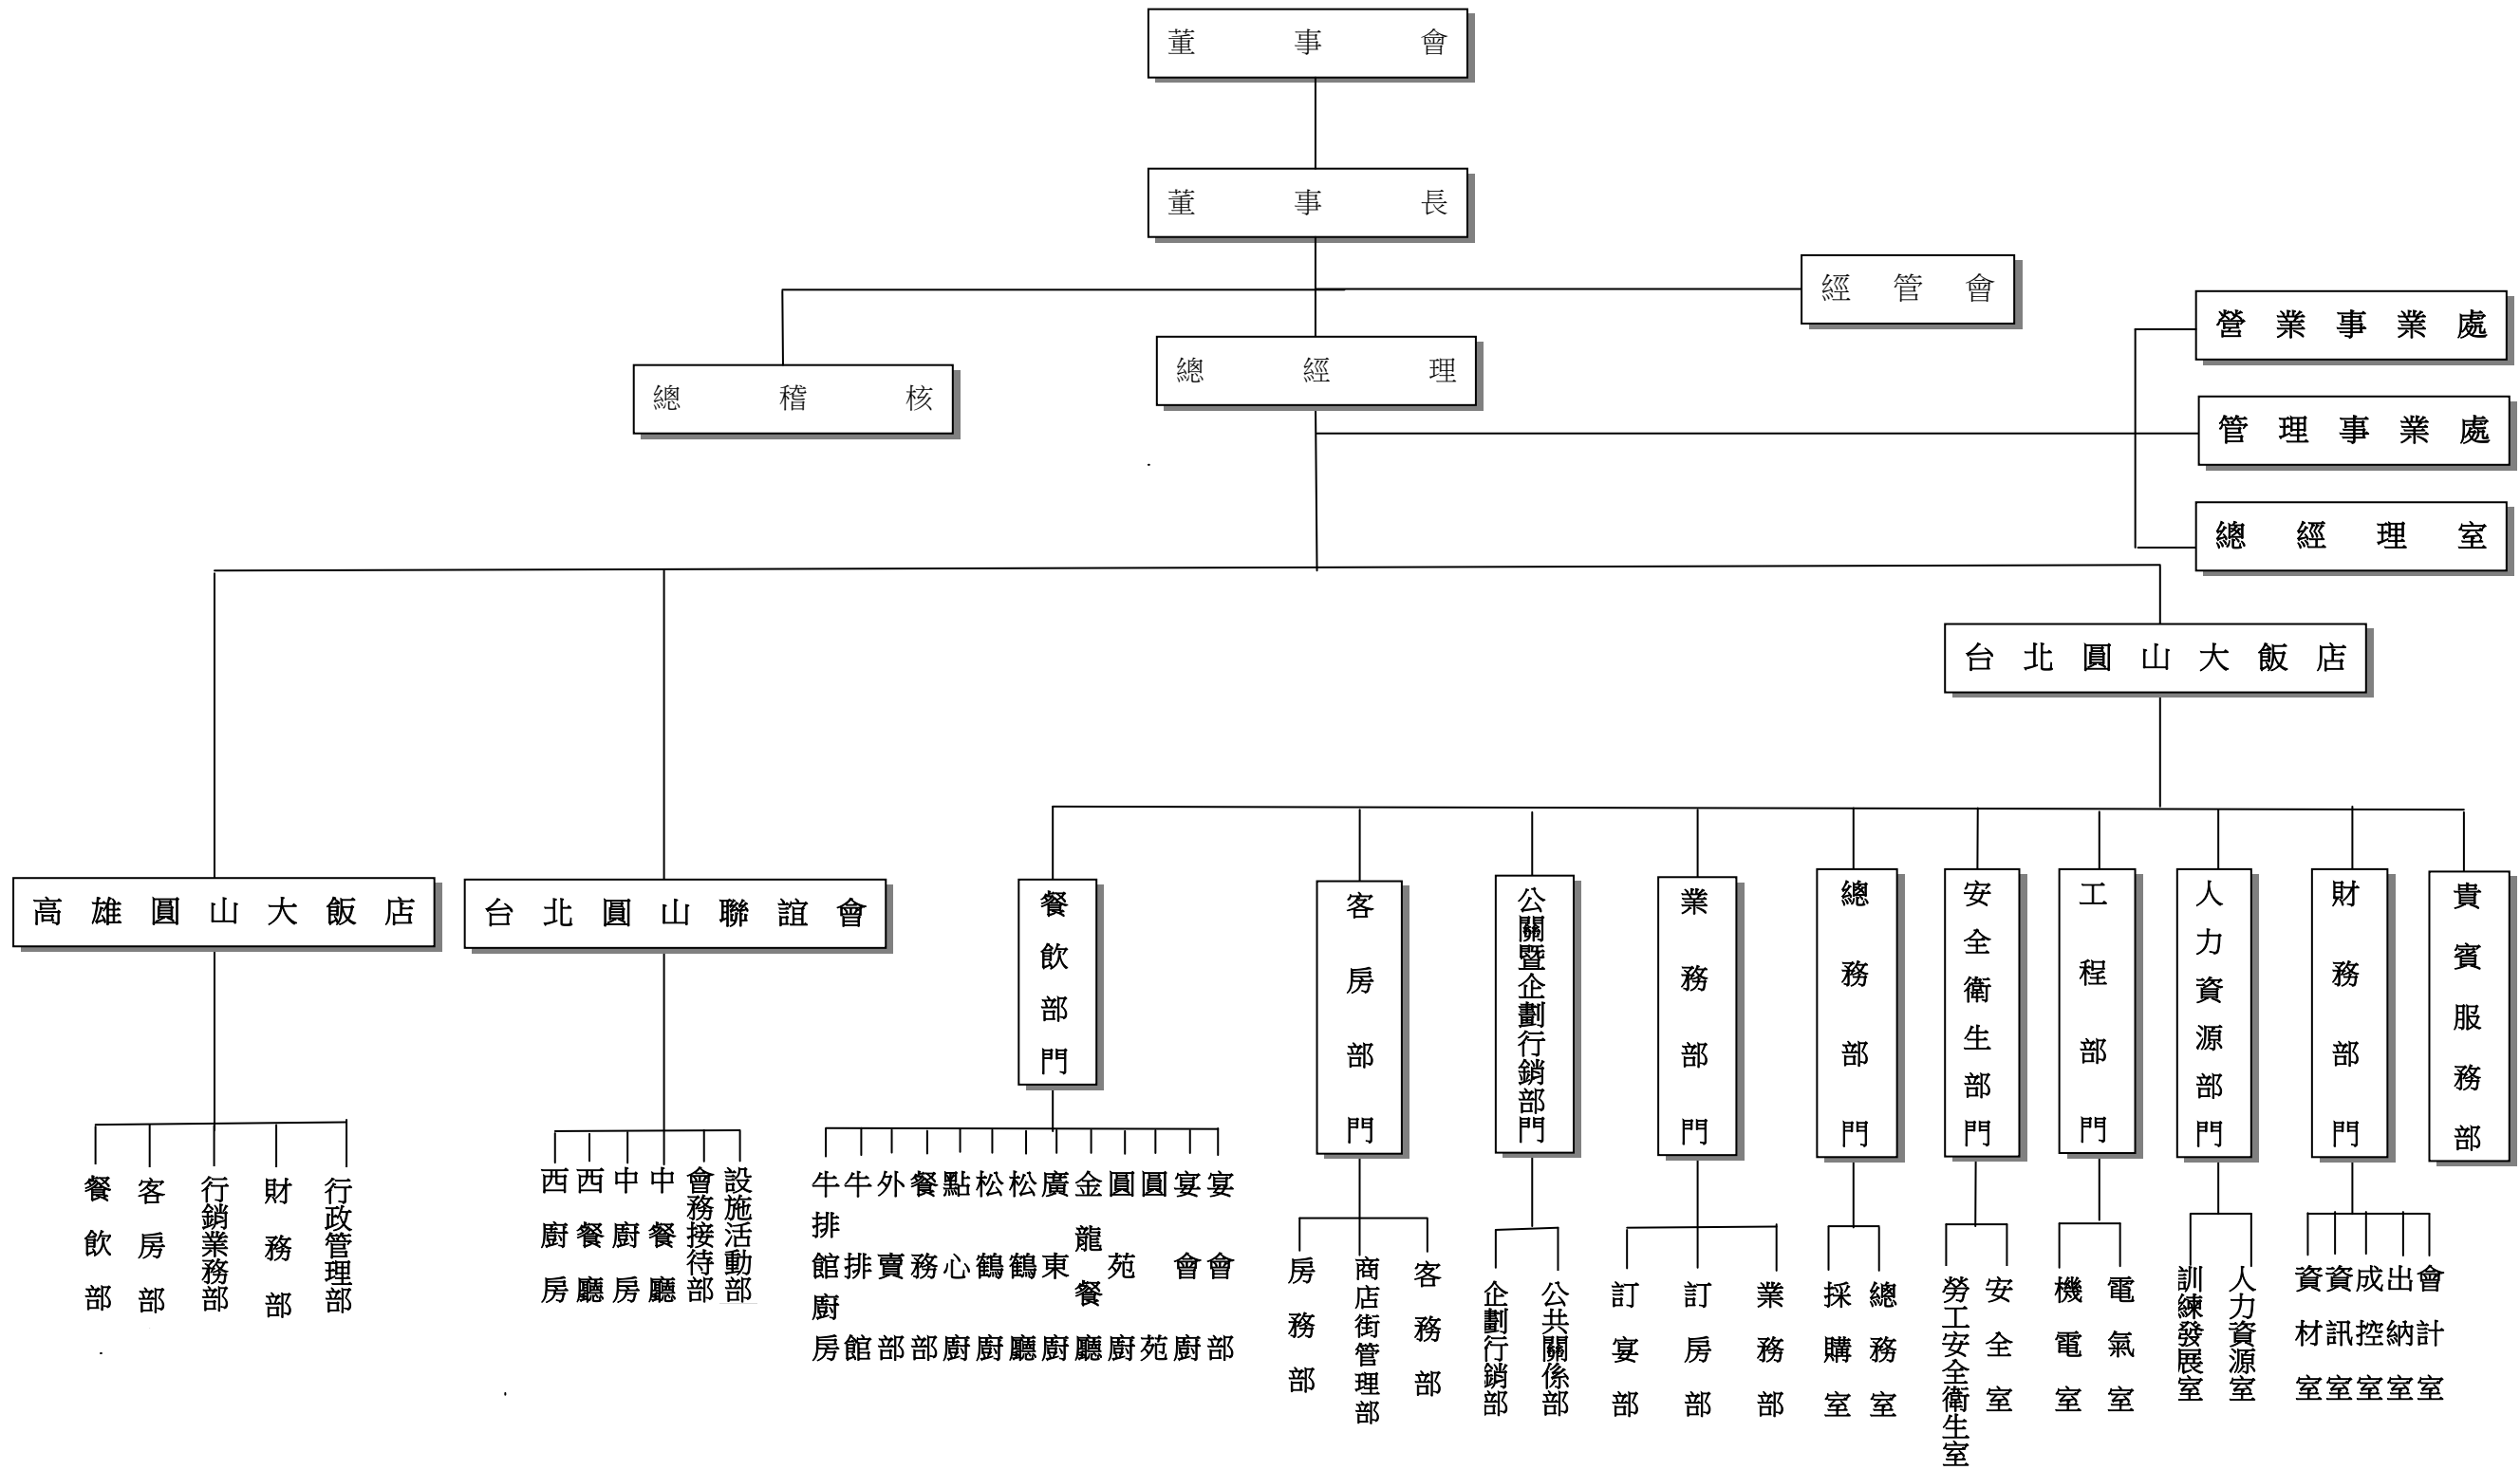 董事會
董事長
經管會
營業事業處
總經理
總稽核
管理事業處
總經理室
台北圓山大飯店
高雄圓山大飯店
台北圓山聯誼會
餐飲部門
客房部門
公關暨企劃行銷部門
業務部門
總務部門
安全衛生部門
工程部門
人力資源部門
財務部門
貴賓服務部
餐飲部
客房部
行銷業務部
財務部
行政管理部
西廚房
西餐廳
中廚房
中餐廳
會務接待部
設施活動部
牛排館廚房
牛排館
外賣部
餐務部
點心廚
松鶴廚
松鶴廳
廣東廚
金龍餐廳
圓苑廚
圓苑
宴會廚
宴會部
房務部
商店街管理部
客務部
企劃行銷部
公共關係部
訂宴部
訂房部
業務部
採購室
總務室
勞工安全衛生室
安全室
機電室
電氣室
訓練發展室
人力資源室
資材室
資訊室
成控室
出納室
會計室